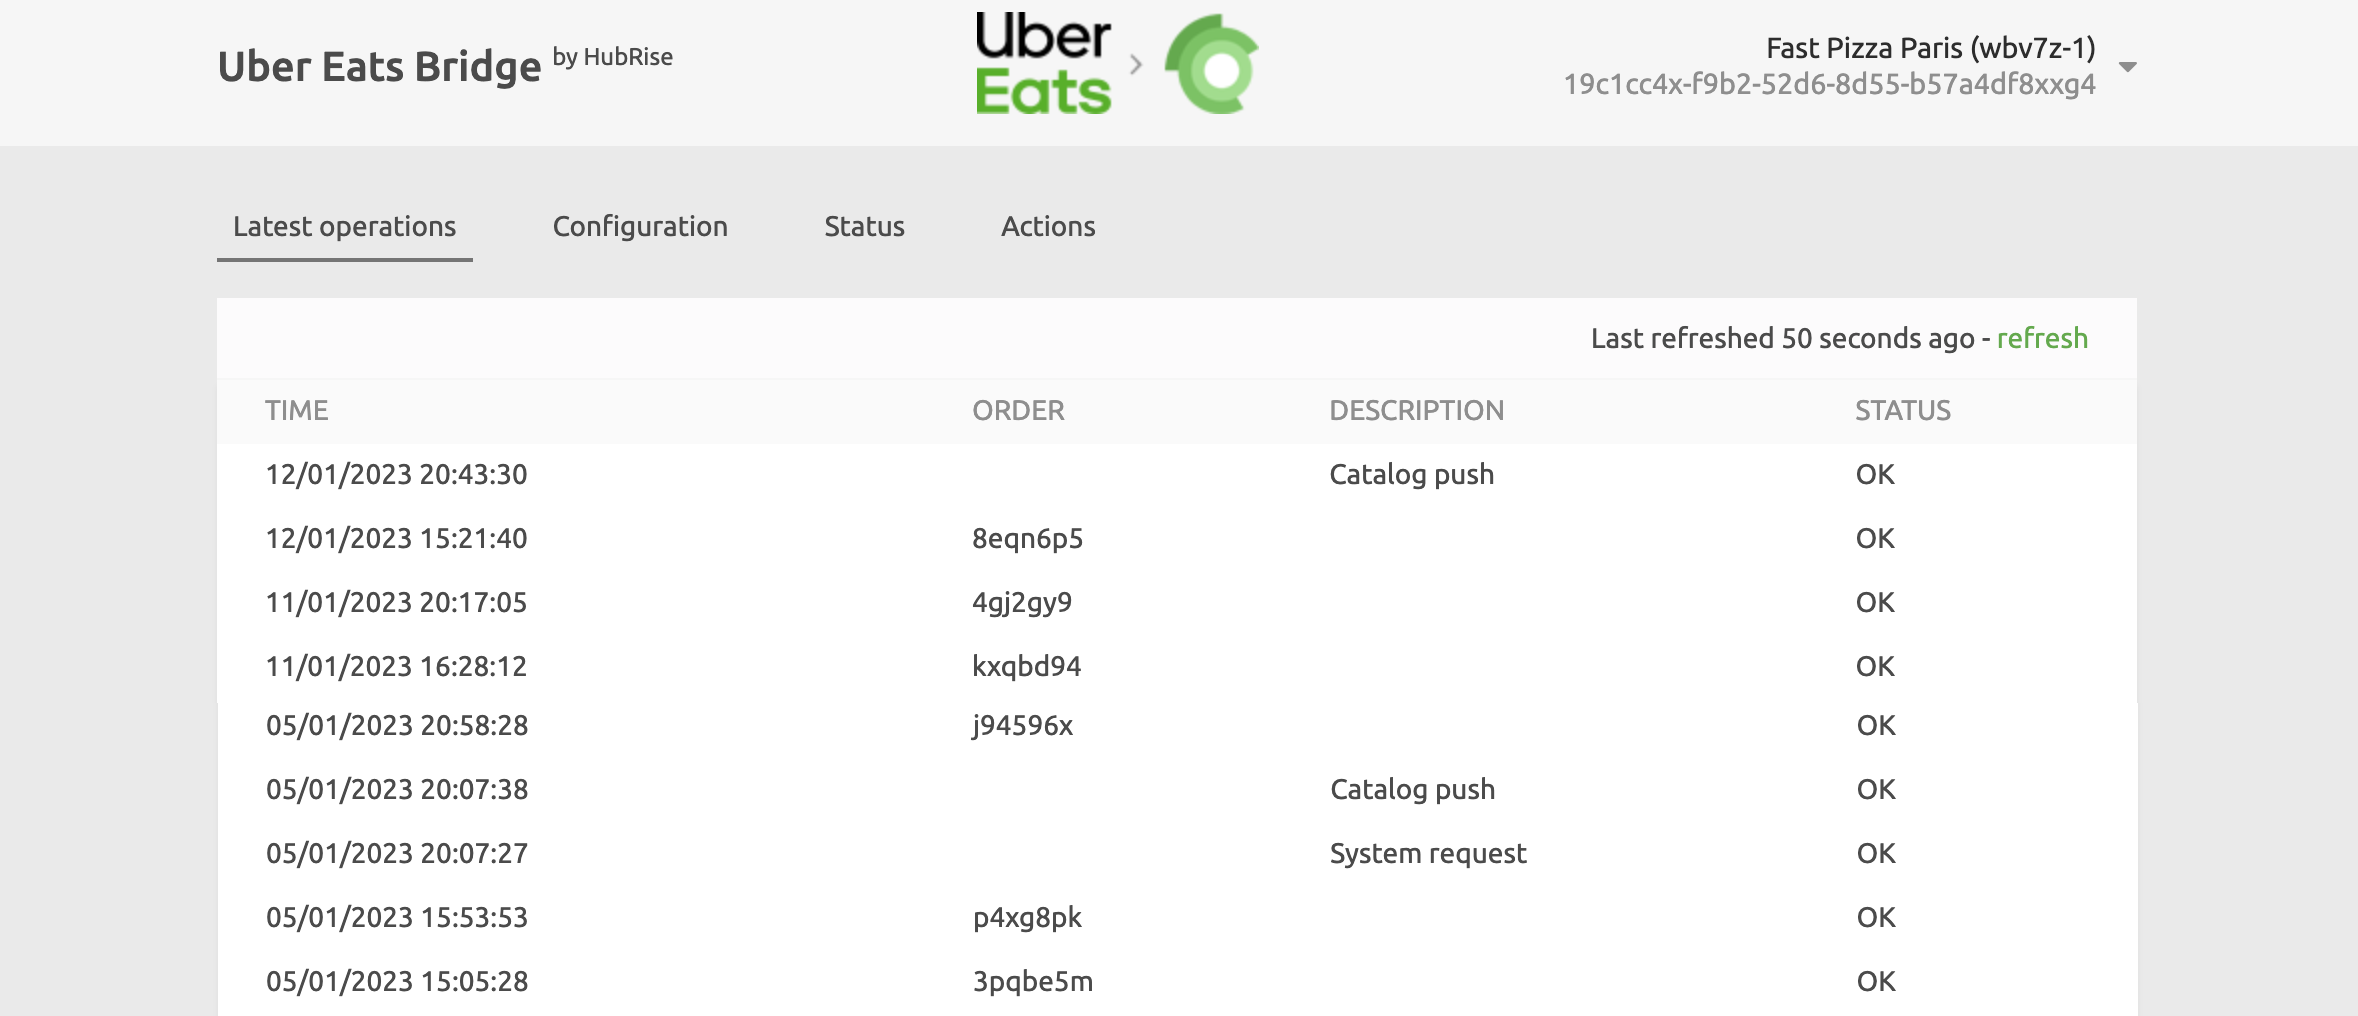 Uber Eats Bridge by HubRise
Uber
Eats
Fast Pizza Paris (wbv7z-1)
19c1cc4x-f9b2-52d6-8d55-b57a4df8xxg4
Latest operations Configuration Status Actions
Last refreshed 50 seconds ago - refresh
TIME ORDER DESCRIPTION STATUS
12/01/2023 20:43:30 Catalog push OK
12/01/2023 15:21:40 8eqn6p5 OK
11/01/2023 20:17:05 4gj2gy9 OK
11/01/2023 16:28:12 kxqbd94 OK
05/01/2023 20:58:28 j94596x OK
05/01/2023 20:07:38 Catalog push OK
05/01/2023 20:07:27 System request OK
05/01/2023 15:53:53 p4xg8pk OK
05/01/2023 15:05:28 3pqbe5m OK